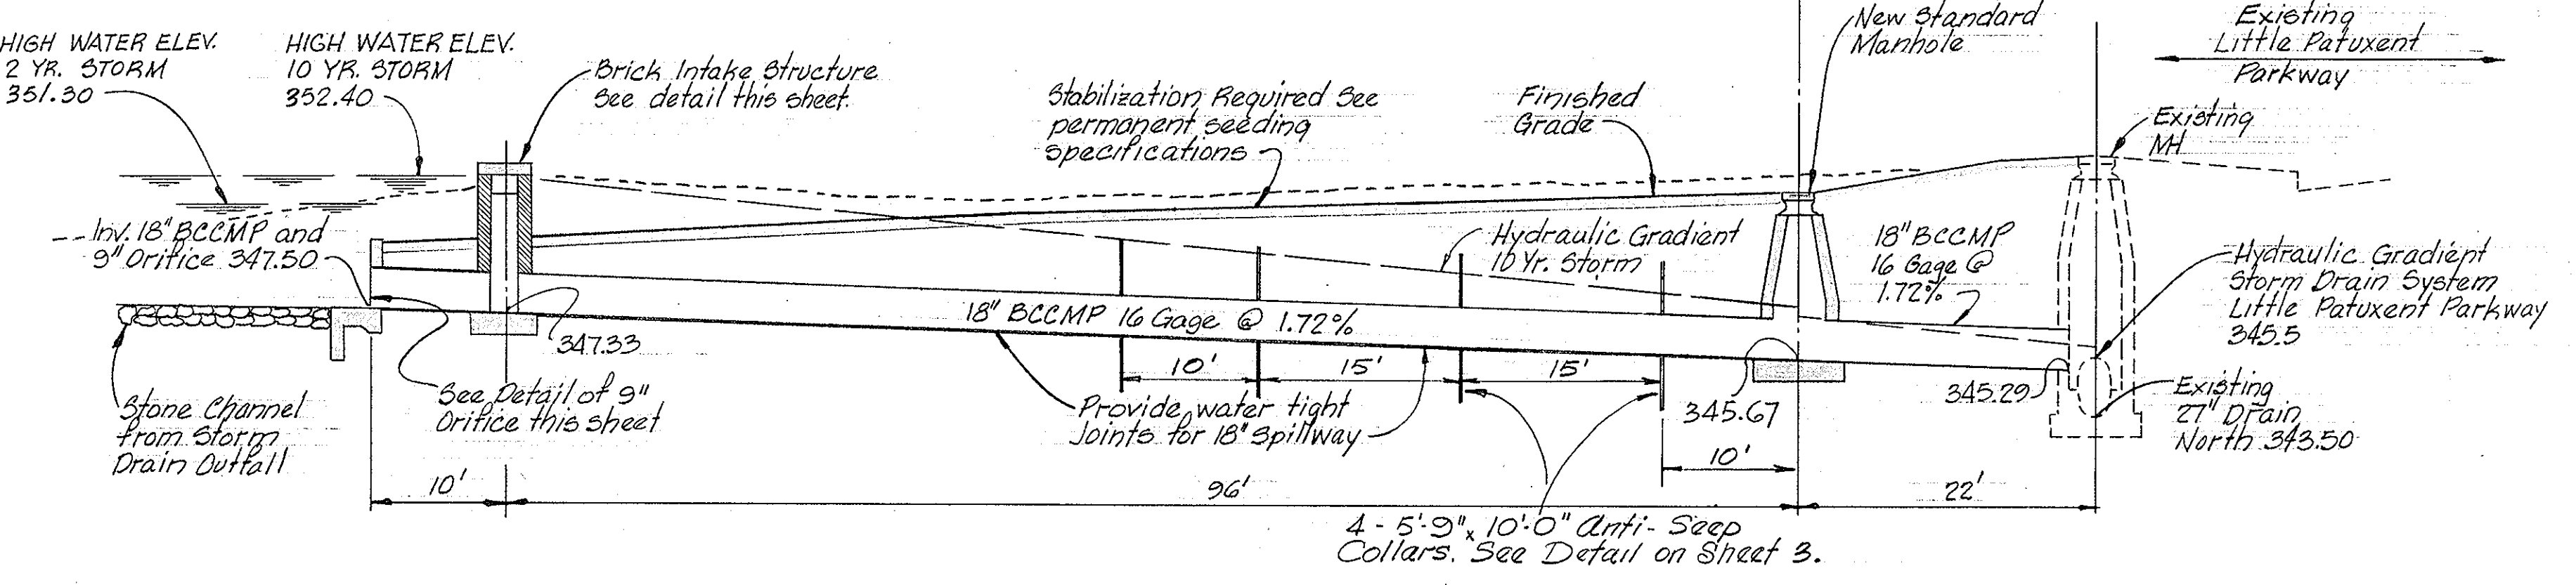 HIGH WATER ELEV.
2 YR. STORM
351.30
HIGH WATER ELEV.
10 YR. STORM
352.40
Brick Intake Structure
See detail this sheet.
Stabilization Required See
permanent seeding
specifications
Finished
Grade
New Standard
Manhole
Existing
Little Patuxent
Parkway
Existing
MH
Inv. 18" BCCMP and
9" Orifice 347.50
Hydraulic Gradient
10 Yr. Storm
18" BCCMP
16 Gage @
1.72%
Hydraulic Gradient
Storm Drain System
Little Patuxent Parkway
345.5
18" BCCMP 16 Gage @ 1.72%
347.33
10'
15'
15'
See Detail of 9"
Orifice this sheet
Stone Channel
from Storm
Drain Outfall
Provide water tight
Joints for 18" Spillway
345.67
345.29
Existing
27" Drain
North 343.50
10'
10'
96'
22'
4 - 5'-9" x 10'-0" Anti-Seep
Collars. See Detail on Sheet 3.